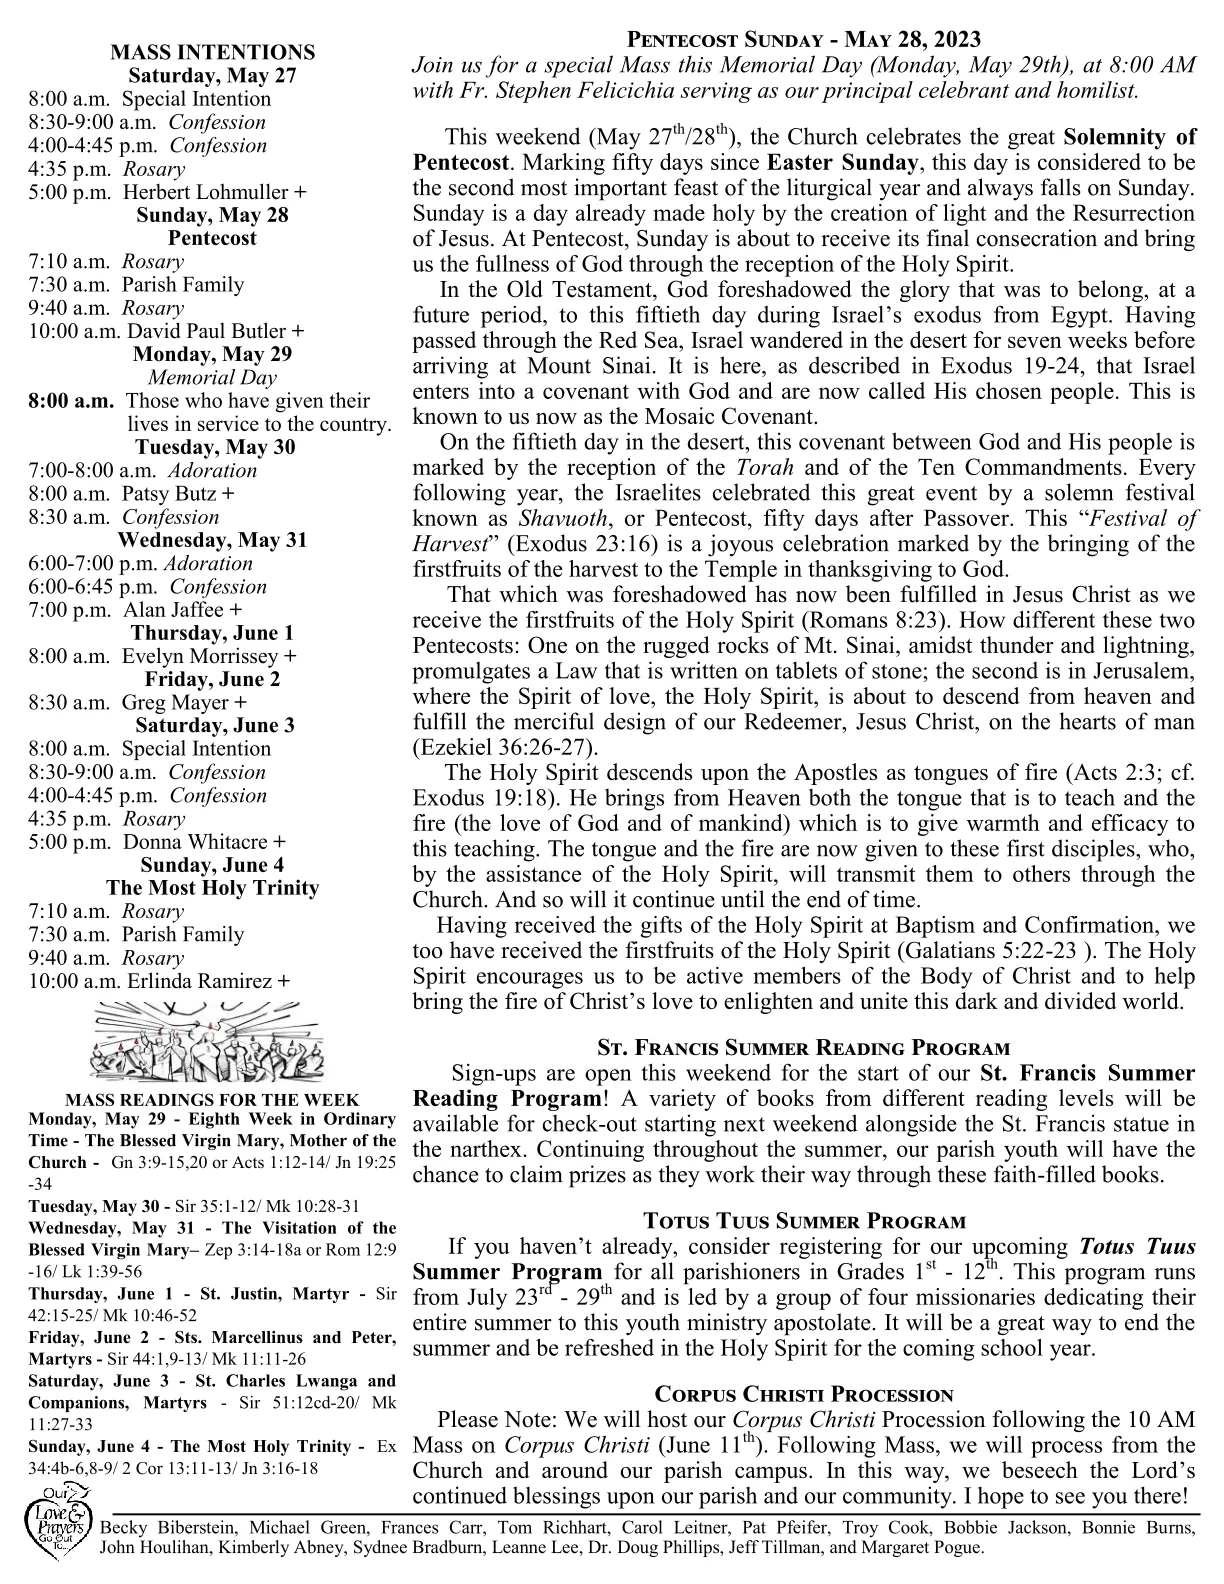 MASS INTENTIONS
Saturday, May 27
8:00 a.m. Special Intention
8:30-9:00 a.m. Confession
4:00-4:45 p.m. Confession
4:35 p.m. Rosary
5:00 p.m. Herbert Lohmuller +
Sunday, May 28
Pentecost
7:10 a.m. Rosary
7:30 a.m. Parish Family
9:40 a.m. Rosary
10:00 a.m. David Paul Butler +
Monday, May 29
Memorial Day
8:00 a.m. Those who have given their
lives in service to the country.
Tuesday, May 30
7:00-8:00 a.m. Adoration
8:00 a.m. Patsy Butz +
8:30 a.m. Confession
Wednesday, May 31
6:00-7:00 p.m. Adoration
6:00-6:45 p.m. Confession
7:00 p.m. Alan Jaffee +
Thursday, June 1
8:00 a.m. Evelyn Morrissey +
Friday, June 2
8:30 a.m. Greg Mayer +
Saturday, June 3
8:00 a.m. Special Intention
8:30-9:00 a.m. Confession
4:00-4:45 p.m. Confession
4:35 p.m. Rosary
5:00 p.m. Donna Whitacre +
Sunday, June 4
The Most Holy Trinity
7:10 a.m. Rosary
7:30 a.m. Parish Family
9:40 a.m. Rosary
10:00 a.m. Erlinda Ramirez +
MASS READINGS FOR THE WEEK
Monday, May 29 - Eighth Week in Ordinary
Time - The Blessed Virgin Mary, Mother of the
Church - Gn 3:9-15,20 or Acts 1:12-14/ Jn 19:25
-34
Tuesday, May 30 - Sir 35:1-12/ Mk 10:28-31
Wednesday, May 31 - The Visitation of the
Blessed Virgin Mary– Zep 3:14-18a or Rom 12:9
-16/ Lk 1:39-56
Thursday, June 1 - St. Justin, Martyr - Sir
42:15-25/ Mk 10:46-52
Friday, June 2 - Sts. Marcellinus and Peter,
Martyrs - Sir 44:1,9-13/ Mk 11:11-26
Saturday, June 3 - St. Charles Lwanga and
Companions, Martyrs - Sir 51:12cd-20/ Mk
11:27-33
Sunday, June 4 - The Most Holy Trinity - Ex
34:4b-6,8-9/ 2 Cor 13:11-13/ Jn 3:16-18
PENTECOST SUNDAY - MAY 28, 2023
Join us for a special Mass this Memorial Day (Monday, May 29th), at 8:00 AM
with Fr. Stephen Felicichia serving as our principal celebrant and homilist.
This weekend (May 27th/28th), the Church celebrates the great Solemnity of
Pentecost. Marking fifty days since Easter Sunday, this day is considered to be
the second most important feast of the liturgical year and always falls on Sunday.
Sunday is a day already made holy by the creation of light and the Resurrection
of Jesus. At Pentecost, Sunday is about to receive its final consecration and bring
us the fullness of God through the reception of the Holy Spirit.
In the Old Testament, God foreshadowed the glory that was to belong, at a
future period, to this fiftieth day during Israel's exodus from Egypt. Having
passed through the Red Sea, Israel wandered in the desert for seven weeks before
arriving at Mount Sinai. It is here, as described in Exodus 19-24, that Israel
enters into a covenant with God and are now called His chosen people. This is
known to us now as the Mosaic Covenant.
On the fiftieth day in the desert, this covenant between God and His people is
marked by the reception of the Torah and of the Ten Commandments. Every
following year, the Israelites celebrated this great event by a solemn festival
known as Shavuoth, or Pentecost, fifty days after Passover. This “Festival of
Harvest” (Exodus 23:16) is a joyous celebration marked by the bringing of the
firstfruits of the harvest to the Temple in thanksgiving to God.
That which was foreshadowed has now been fulfilled in Jesus Christ as we
receive the firstfruits of the Holy Spirit (Romans 8:23). How different these two
Pentecosts: One on the rugged rocks of Mt. Sinai, amidst thunder and lightning,
promulgates a Law that is written on tablets of stone; the second is in Jerusalem,
where the Spirit of love, the Holy Spirit, is about to descend from heaven and
fulfill the merciful design of our Redeemer, Jesus Christ, on the hearts of man
(Ezekiel 36:26-27).
The Holy Spirit descends upon the Apostles as tongues of fire (Acts 2:3; cf.
Exodus 19:18). He brings from Heaven both the tongue that is to teach and the
fire (the love of God and of mankind) which is to give warmth and efficacy to
this teaching. The tongue and the fire are now given to these first disciples, who,
by the assistance of the Holy Spirit, will transmit them to others through the
Church. And so will it continue until the end of time.
Having received the gifts of the Holy Spirit at Baptism and Confirmation, we
too have received the firstfruits of the Holy Spirit (Galatians 5:22-23 ). The Holy
Spirit encourages us to be active members of the Body of Christ and to help
bring the fire of Christ's love to enlighten and unite this dark and divided world.
ST. FRANCIS SUMMER READING PROGRAM
Sign-ups are open this weekend for the start of our St. Francis Summer
Reading Program! A variety of books from different reading levels will be
available for check-out starting next weekend alongside the St. Francis statue in
the narthex. Continuing throughout the summer, our parish youth will have the
chance to claim prizes as they work their way through these faith-filled books.
TOTUS TUUS SUMMER PROGRAM
If you haven't already, consider registering for our upcoming Totus Tuus
Summer Program for all parishioners in Grades 1st - 12th. This program runs
from July 23rd - 29th and is led by a group of four missionaries dedicating their
entire summer to this youth ministry apostolate. It will be a great way to end the
summer and be refreshed in the Holy Spirit for the coming school year.
CORPUS CHRISTI PROCESSION
Please Note: We will host our Corpus Christi Procession following the 10 AM
Mass on Corpus Christi (June 11th). Following Mass, we will process from the
Church and around our parish campus. In this way, we beseech the Lord's
continued blessings upon our parish and our community. I hope to see you there!
Our
Love &
Prayers
Go Out
To...
Becky Biberstein, Michael Green, Frances Carr, Tom Richhart, Carol Leitner, Pat Pfeifer, Troy Cook, Bobbie Jackson, Bonnie Burns,
John Houlihan, Kimberly Abney, Sydnee Bradburn, Leanne Lee, Dr. Doug Phillips, Jeff Tillman, and Margaret Pogue.